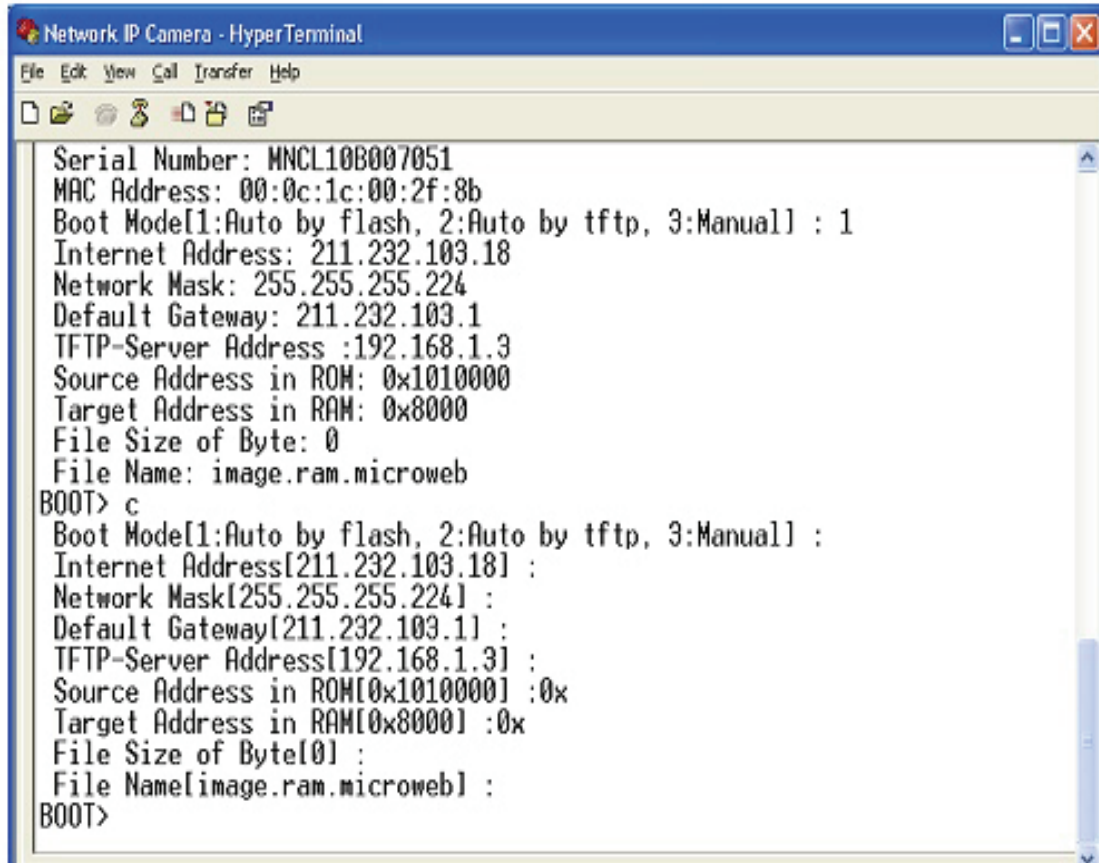 Network IP Camera - HyperTerminal
File Edit View Call Transfer Help
Serial Number: MNCL10B007051
MAC Address: 00:0c:1c:00:2f:8b
Boot Mode[1:Auto by flash, 2:Auto by tftp, 3:Manual] : 1
Internet Address: 211.232.103.18
Network Mask: 255.255.255.224
Default Gateway: 211.232.103.1
TFTP-Server Address :192.168.1.3
Source Address in ROM: 0x1010000
Target Address in RAM: 0x8000
File Size of Byte: 0
File Name: image.ram.microweb
BOOT> c
Boot Mode[1:Auto by flash, 2:Auto by tftp, 3:Manual] :
Internet Address[211.232.103.18] :
Network Mask[255.255.255.224] :
Default Gateway[211.232.103.1] :
TFTP-Server Address[192.168.1.3] :
Source Address in ROM[0x1010000] :0x
Target Address in RAM[0x8000] :0x
File Size of Byte[0] :
File Name[image.ram.microweb] :
BOOT>